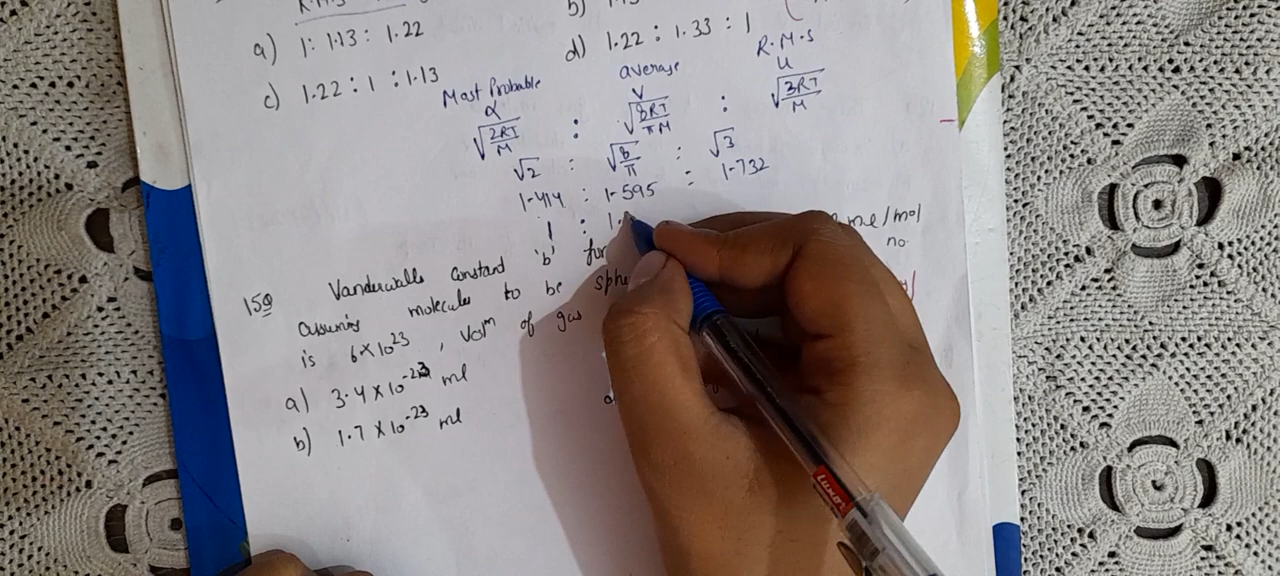 a) 1 : 1.13 : 1.22
b)
c) 1.22 : 1 : 1.13
d) 1.22 : 1.33 : 1
Most Probable average R.M.S
α V u
√2RT/M : √8RT/πM : √3RT/M
√2 : √8/π : √3
1.414 : 1.595 : 1.732
1 : 1.
15Q Vanderwalls constant 'b' for ml/mol
assuming molecules to be sphe no.
is 6×10²³, Volᵐ of gas
a) 3.4×10⁻²³ ml
b) 1.7×10⁻²³ ml
Luxor